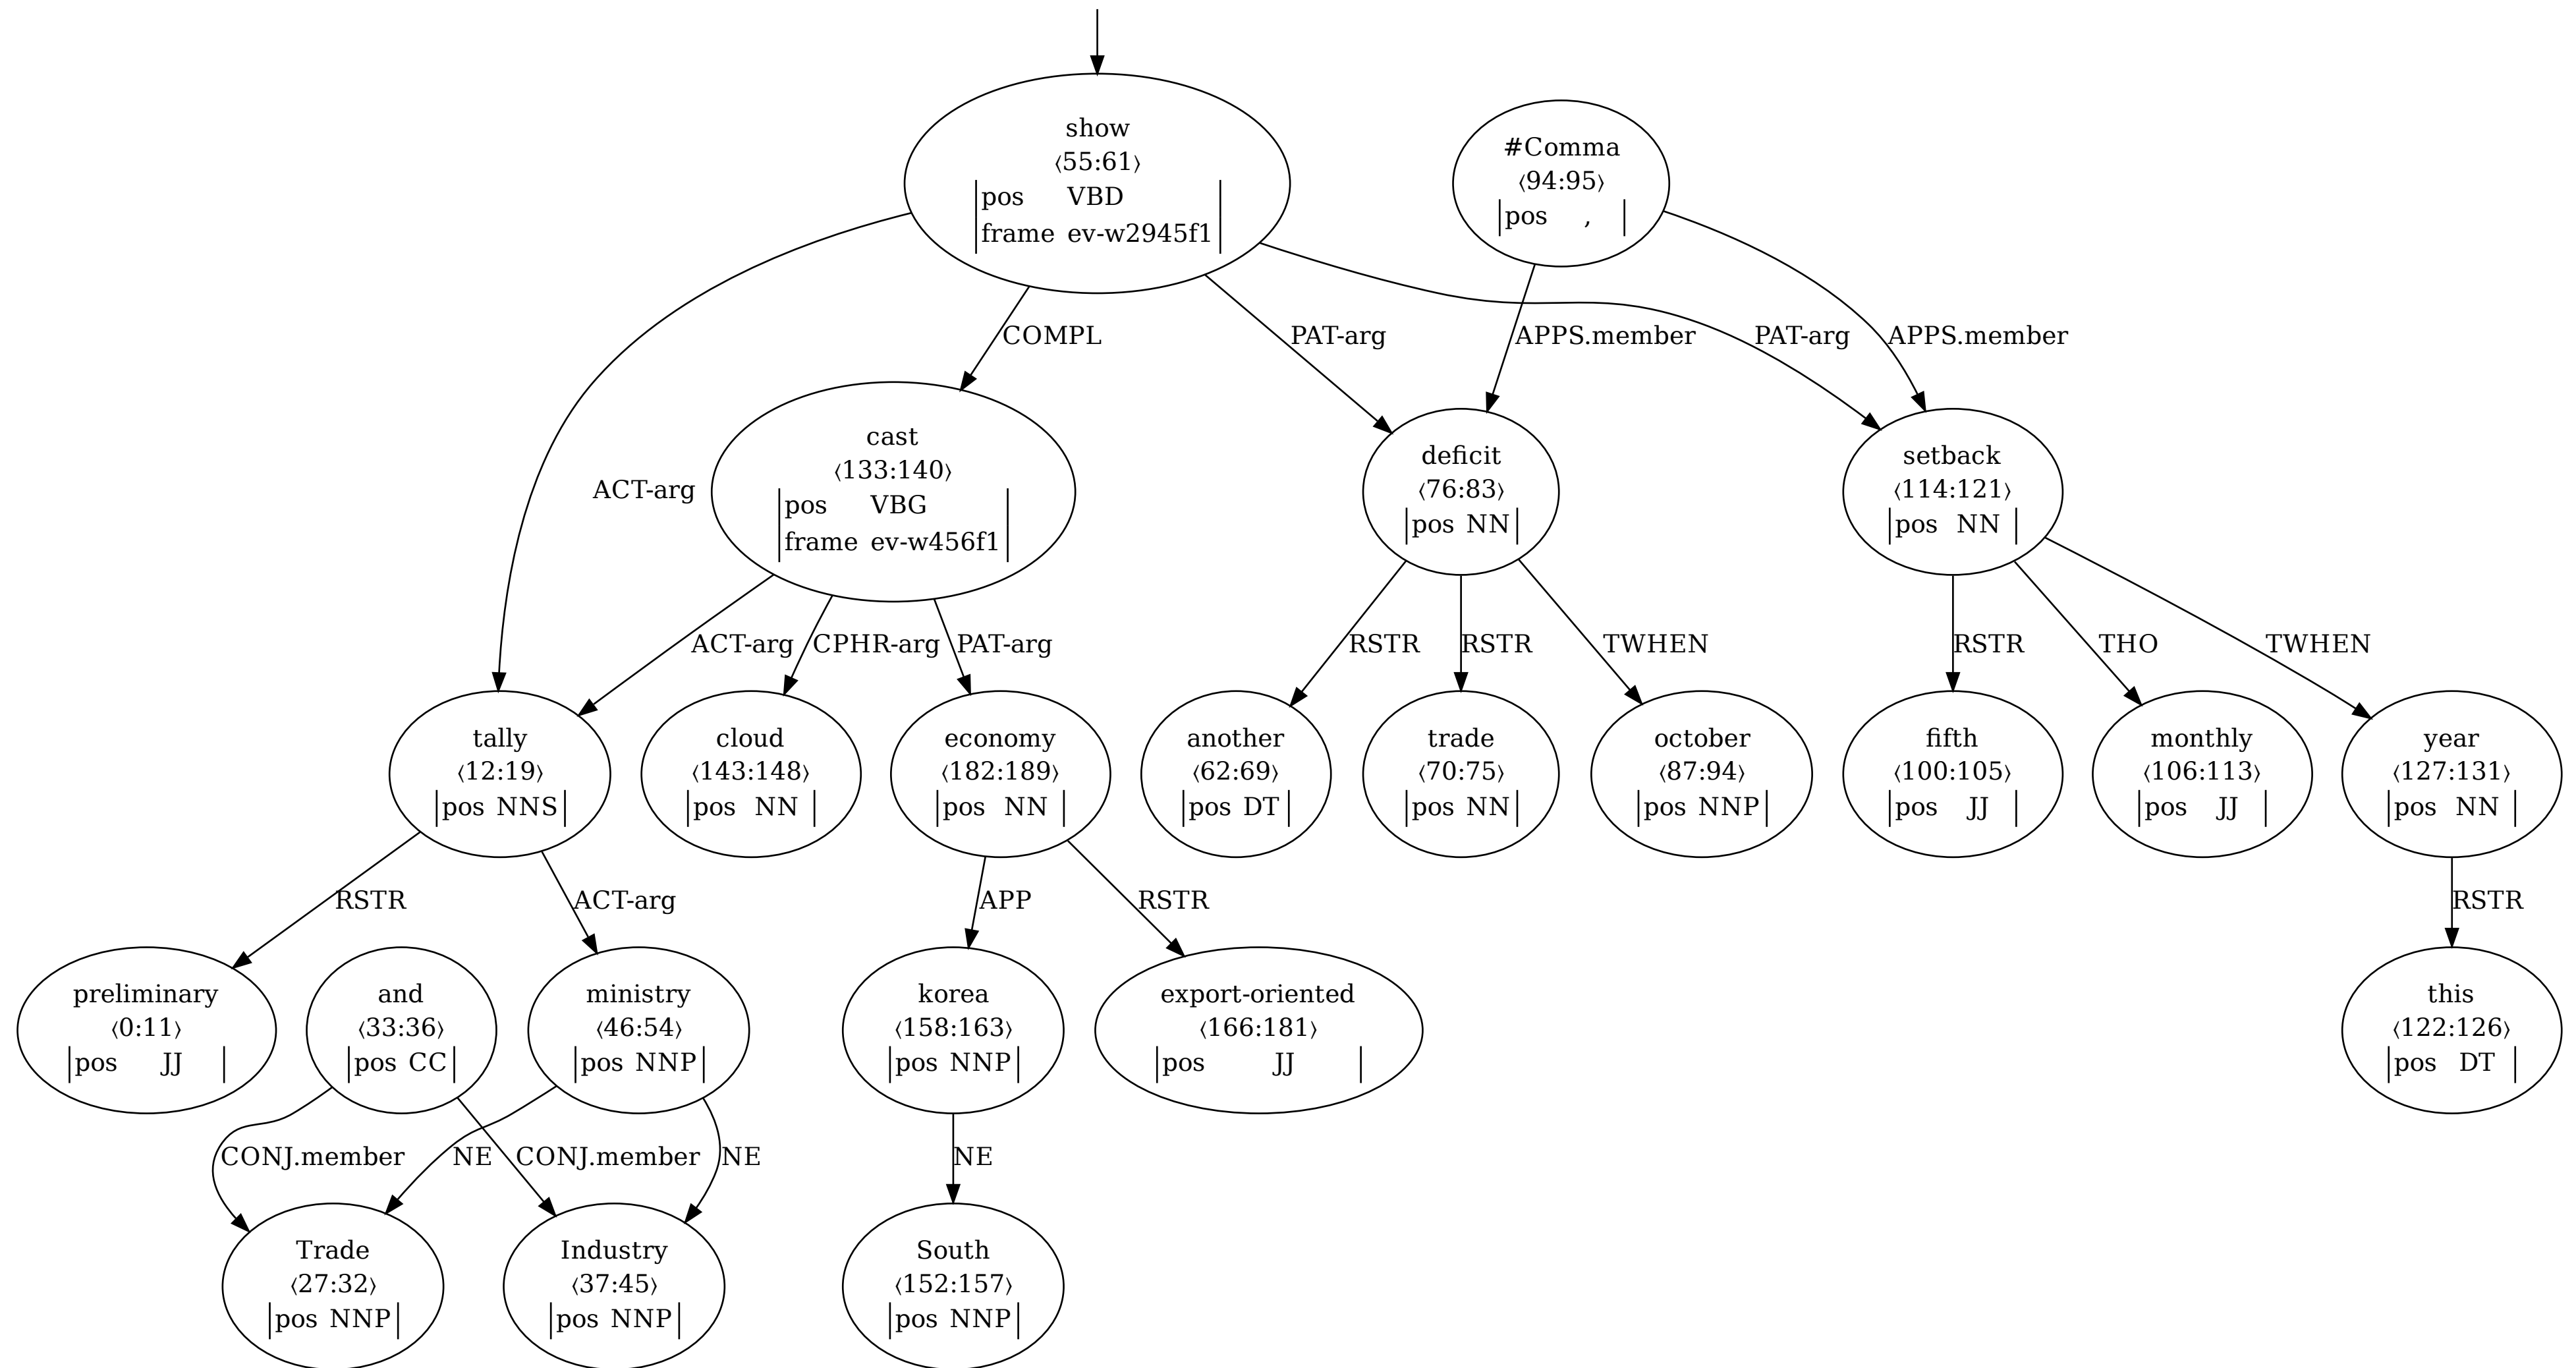 show
⟨55:61⟩
pos VBD
frame ev-w2945f1
#Comma
⟨94:95⟩
pos ,
COMPL
PAT-arg
APPS.member
PAT-arg
APPS.member
ACT-arg
cast
⟨133:140⟩
pos VBG
frame ev-w456f1
deficit
⟨76:83⟩
pos NN
setback
⟨114:121⟩
pos NN
ACT-arg
CPHR-arg
PAT-arg
RSTR
RSTR
TWHEN
RSTR
THO
TWHEN
tally
⟨12:19⟩
pos NNS
cloud
⟨143:148⟩
pos NN
economy
⟨182:189⟩
pos NN
another
⟨62:69⟩
pos DT
trade
⟨70:75⟩
pos NN
october
⟨87:94⟩
pos NNP
fifth
⟨100:105⟩
pos JJ
monthly
⟨106:113⟩
pos JJ
year
⟨127:131⟩
pos NN
RSTR
ACT-arg
APP
RSTR
RSTR
preliminary
⟨0:11⟩
pos JJ
and
⟨33:36⟩
pos CC
ministry
⟨46:54⟩
pos NNP
korea
⟨158:163⟩
pos NNP
export-oriented
⟨166:181⟩
pos JJ
this
⟨122:126⟩
pos DT
CONJ.member
NE
CONJ.member
NE
NE
Trade
⟨27:32⟩
pos NNP
Industry
⟨37:45⟩
pos NNP
South
⟨152:157⟩
pos NNP